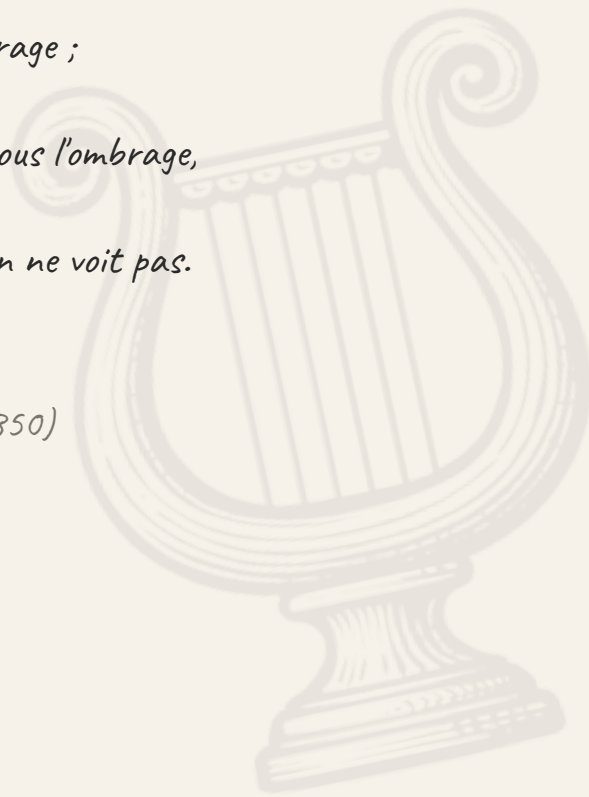 rage ;
ous l'ombrage,
n ne voit pas.
850)